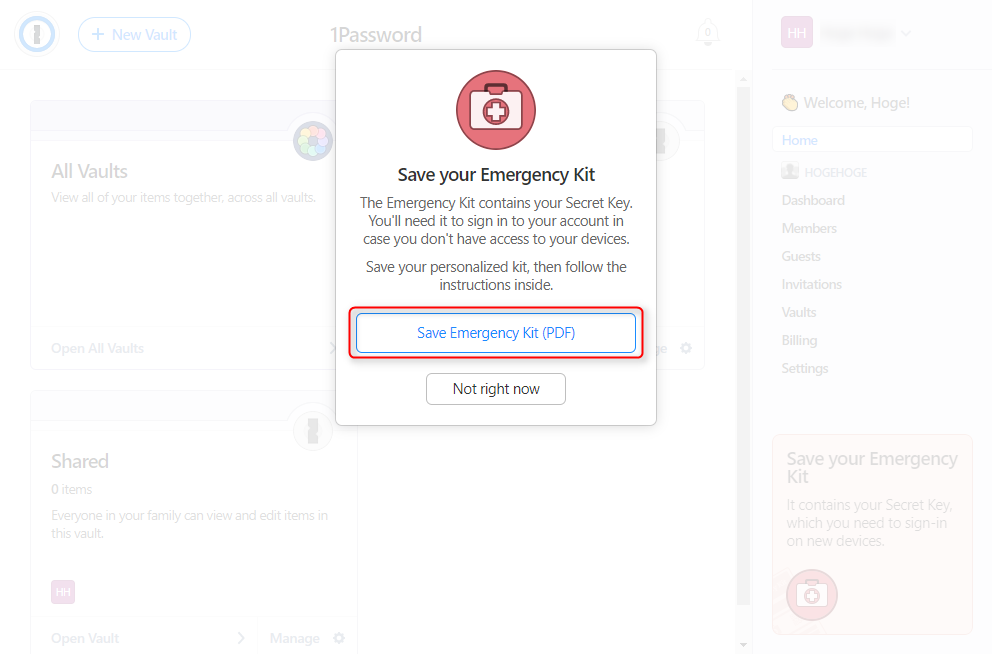 New Vault
1Password
0
HH
Welcome, Hoge!
Home
HOGEHOGE
Dashboard
Members
Guests
Invitations
Vaults
Billing
Settings
Save your Emergency
Kit
It contains your Secret Key,
which you need to sign-in
on new devices.
All Vaults
View all of your items together, across all vaults.
Open All Vaults
Save your Emergency Kit
The Emergency Kit contains your Secret Key.
You'll need it to sign in to your account in
case you don't have access to your devices.
Save your personalized kit, then follow the
instructions inside.
Save Emergency Kit (PDF)
Not right now
Shared
0 items
Everyone in your family can view and edit items in
this vault.
HH
Open Vault
Manage